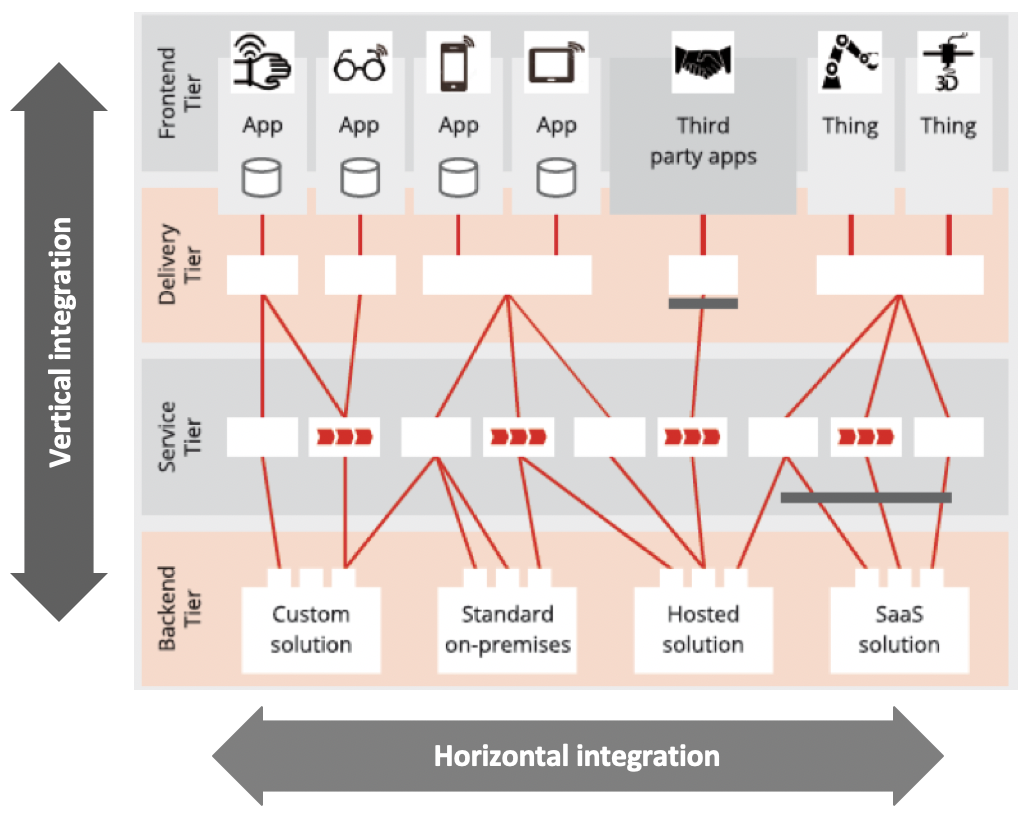 Vertical integration
Frontend
Tier
App
App
App
App
Third
party apps
Thing
3D
Thing
Delivery
Tier
Service
Tier
Backend
Tier
Custom
solution
Standard
on-premises
Hosted
solution
SaaS
solution
Horizontal integration